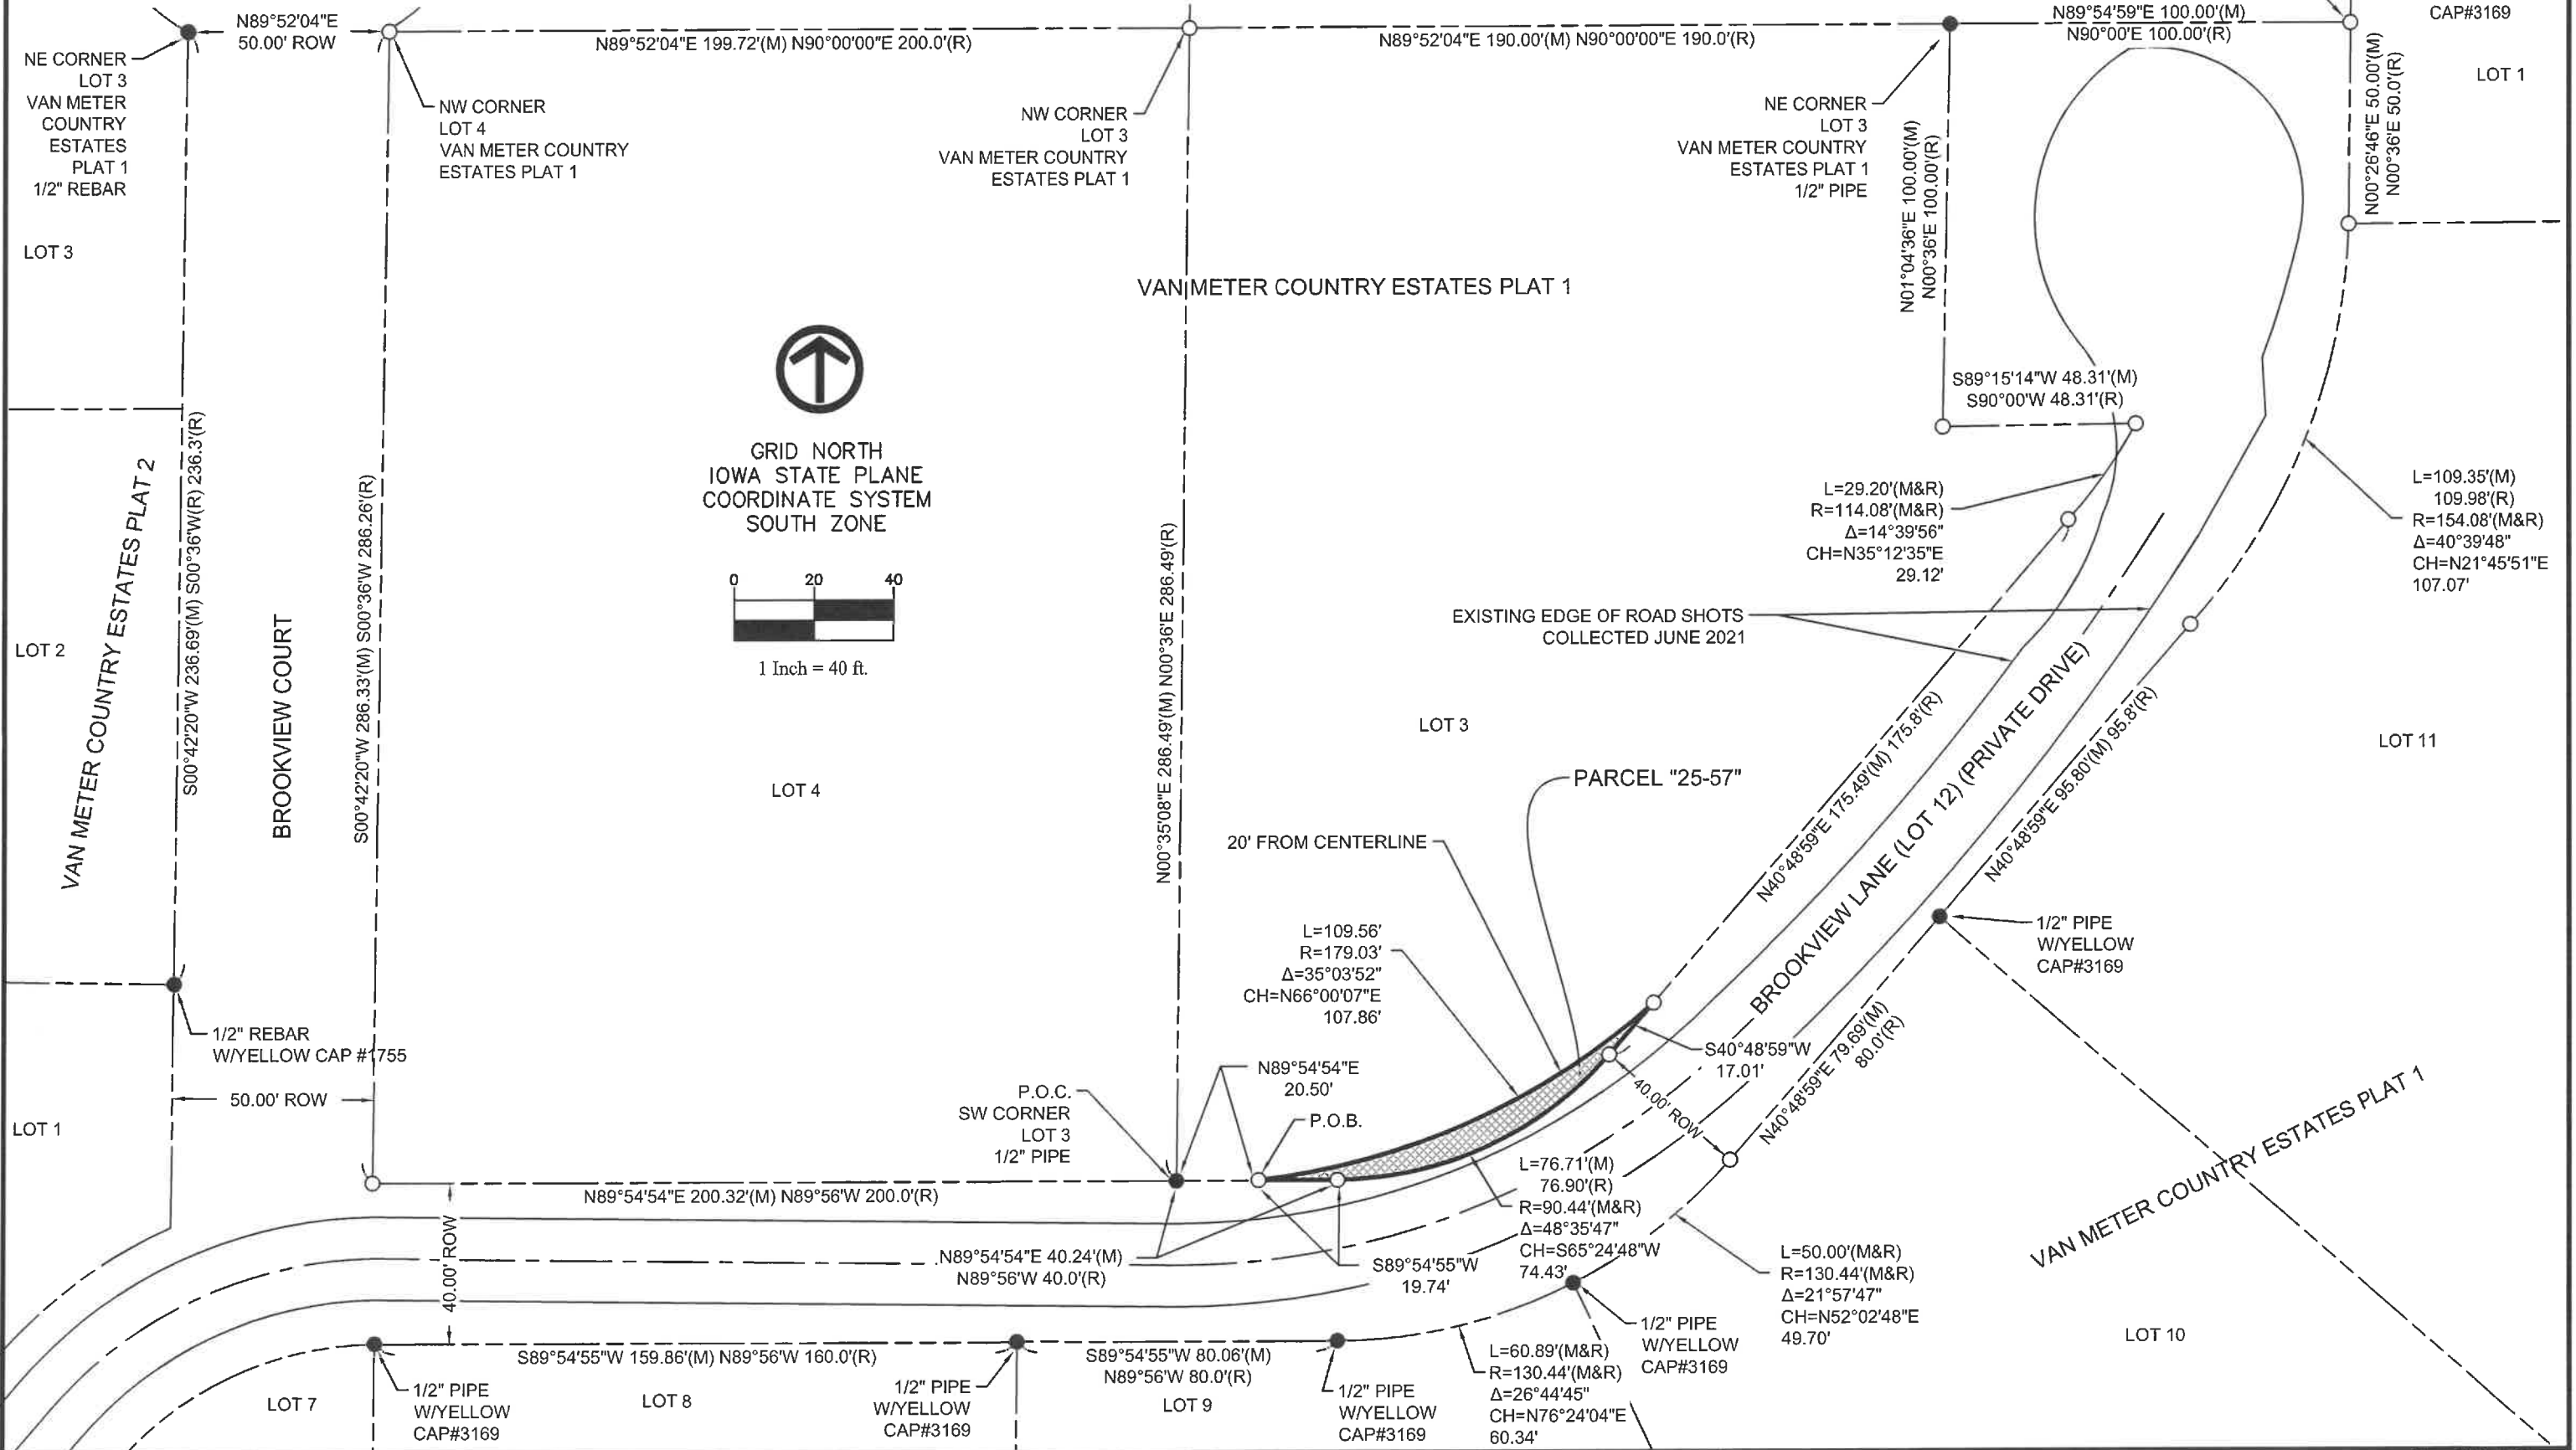 N89°52'04"E
50.00' ROW
N89°52'04"E 199.72'(M) N90°00'00"E 200.0'(R)
N89°52'04"E 190.00'(M) N90°00'00"E 190.0'(R)
N89°54'59"E 100.00'(M)
N90°00'E 100.00'(R)
CAP#3169
LOT 1
N00°26'46"E 50.00'(M)
N00°36'E 50.0'(R)
NE CORNER
LOT 3
VAN METER
COUNTRY
ESTATES
PLAT 1
1/2" REBAR
NW CORNER
LOT 4
VAN METER COUNTRY
ESTATES PLAT 1
NW CORNER
LOT 3
VAN METER COUNTRY
ESTATES PLAT 1
NE CORNER
LOT 3
VAN METER COUNTRY
ESTATES PLAT 1
1/2" PIPE
N01°04'36"E 100.00'(M)
N00°36'E 100.00'(R)
LOT 3
VAN METER COUNTRY ESTATES PLAT 1
S89°15'14"W 48.31'(M)
S90°00'W 48.31'(R)
GRID NORTH
IOWA STATE PLANE
COORDINATE SYSTEM
SOUTH ZONE
0 20 40
1 Inch = 40 ft.
VAN METER COUNTRY ESTATES PLAT 2
S00°42'20"W 236.69'(M) S00°36'W(R) 236.3'(R)
BROOKVIEW COURT
S00°42'20"W 286.33'(M) S00°36'W 286.26'(R)
N00°35'08"E 286.49'(M) N00°36'E 286.49'(R)
L=29.20'(M&R)
R=114.08'(M&R)
Δ=14°39'56"
CH=N35°12'35"E
29.12'
L=109.35'(M)
109.98'(R)
R=154.08'(M&R)
Δ=40°39'48"
CH=N21°45'51"E
107.07'
EXISTING EDGE OF ROAD SHOTS
COLLECTED JUNE 2021
LOT 2
LOT 4
LOT 3
LOT 11
PARCEL "25-57"
20' FROM CENTERLINE
N40°48'59"E 175.49'(M) 175.8'(R)
BROOKVIEW LANE (LOT 12) (PRIVATE DRIVE)
N40°48'59"E 95.80'(M) 95.8'(R)
1/2" PIPE
W/YELLOW
CAP#3169
L=109.56'
R=179.03'
Δ=35°03'52"
CH=N66°00'07"E
107.86'
1/2" REBAR
W/YELLOW CAP #1755
50.00' ROW
LOT 1
P.O.C.
SW CORNER
LOT 3
1/2" PIPE
N89°54'54"E
20.50'
P.O.B.
S40°48'59"W
17.01'
40.00' ROW
N40°48'59"E 79.69'(M)
80.0'(R)
VAN METER COUNTRY ESTATES PLAT 1
N89°54'54"E 200.32'(M) N89°56'W 200.0'(R)
40.00' ROW
N89°54'54"E 40.24'(M)
N89°56'W 40.0'(R)
S89°54'55"W
19.74'
L=76.71'(M)
76.90'(R)
R=90.44'(M&R)
Δ=48°35'47"
CH=S65°24'48"W
74.43'
L=50.00'(M&R)
R=130.44'(M&R)
Δ=21°57'47"
CH=N52°02'48"E
49.70'
1/2" PIPE
W/YELLOW
CAP#3169
LOT 10
S89°54'55"W 159.86'(M) N89°56'W 160.0'(R)
S89°54'55"W 80.06'(M)
N89°56'W 80.0'(R)
L=60.89'(M&R)
R=130.44'(M&R)
Δ=26°44'45"
CH=N76°24'04"E
60.34'
LOT 7
1/2" PIPE
W/YELLOW
CAP#3169
LOT 8
1/2" PIPE
W/YELLOW
CAP#3169
LOT 9
1/2" PIPE
W/YELLOW
CAP#3169